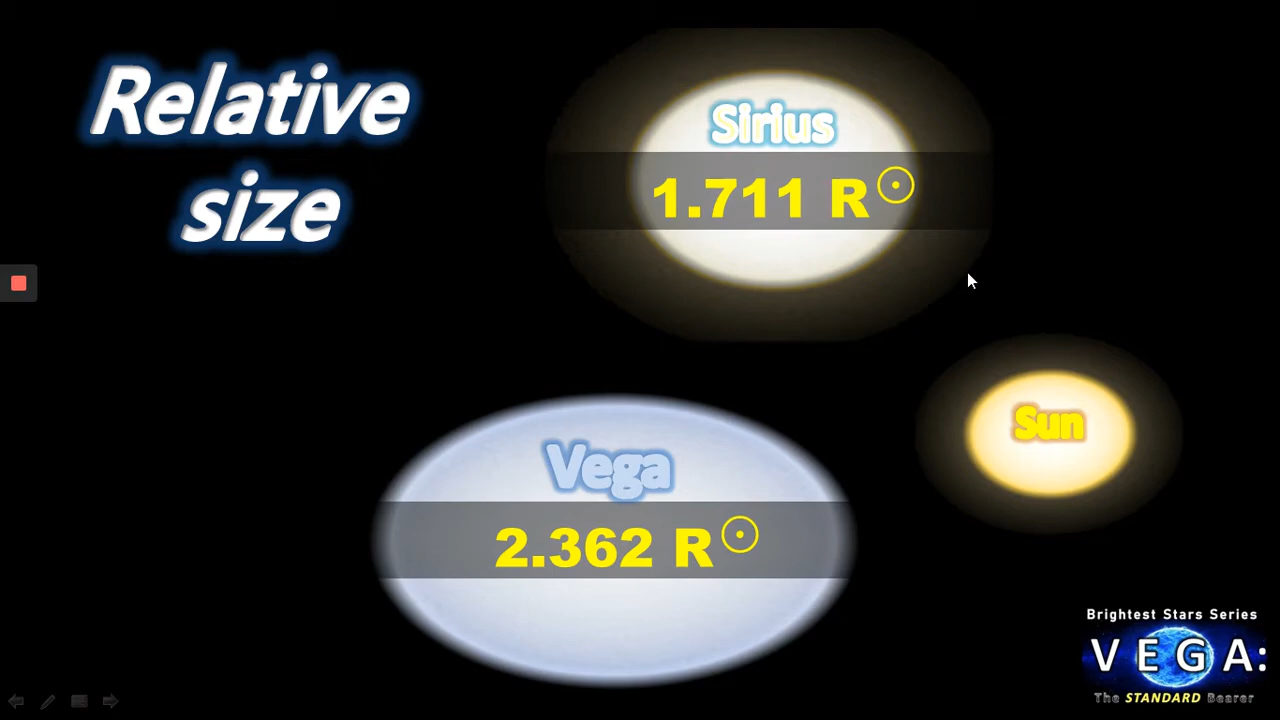 Relative
size
Sirius
1.711 R☉
Sun
Vega
2.362 R☉
Brightest Stars Series
VEGA:
The STANDARD Bearer